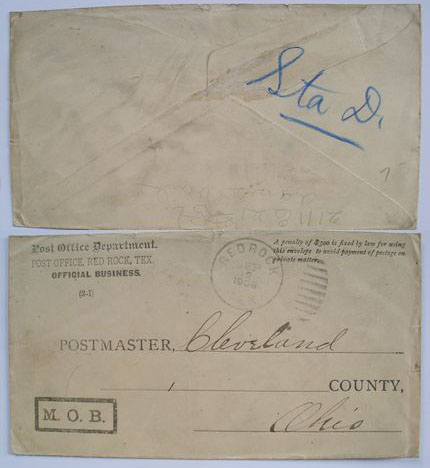 Sta D.
Post Office Department.
POST OFFICE, RED ROCK, TEX.
OFFICIAL BUSINESS.
(2-1)
A penalty of $300 is fixed by law for using
this envelope to avoid payment of postage on
private matter.
RED ROCK
POSTMASTER, Cleveland
COUNTY,
M. O. B.
Ohio